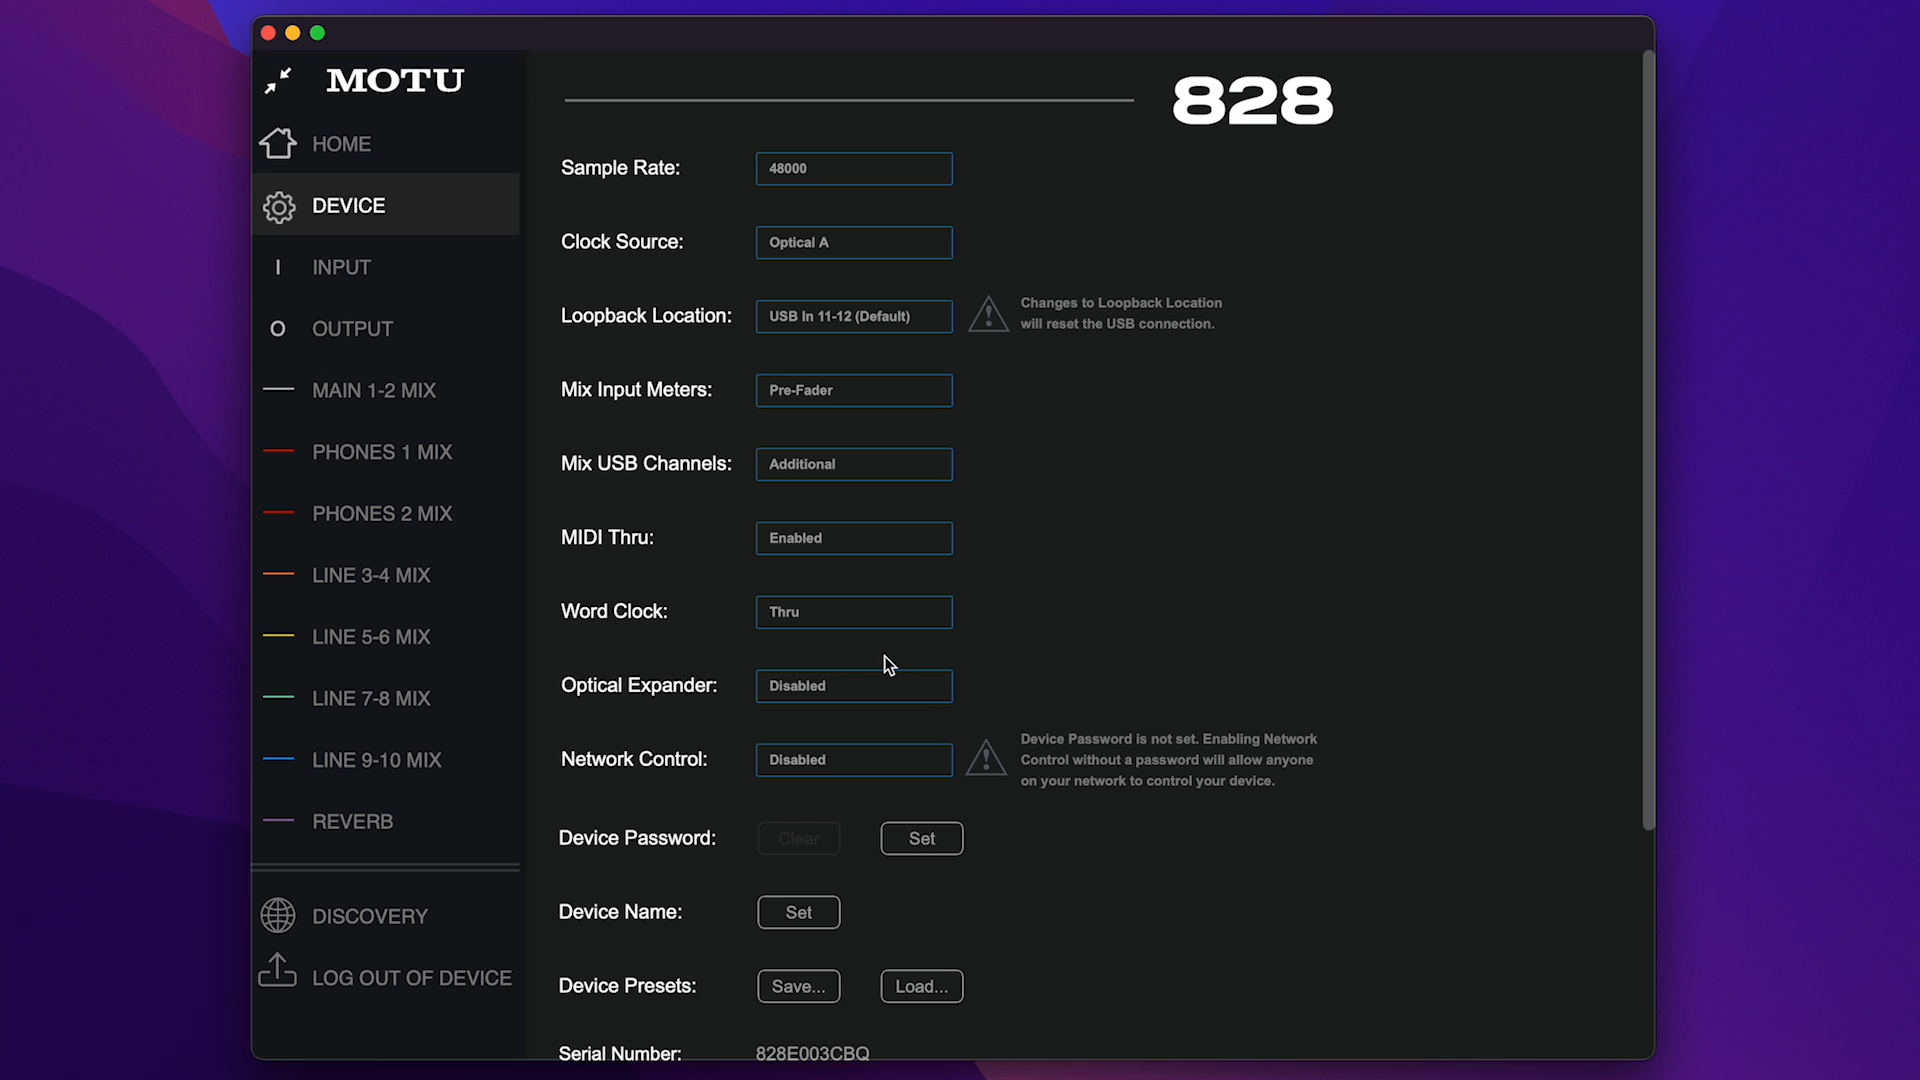 MOTU
HOME
DEVICE
I INPUT
O OUTPUT
MAIN 1-2 MIX
PHONES 1 MIX
PHONES 2 MIX
LINE 3-4 MIX
LINE 5-6 MIX
LINE 7-8 MIX
LINE 9-10 MIX
REVERB
DISCOVERY
LOG OUT OF DEVICE
828
Sample Rate: 48000
Clock Source: Optical A
Loopback Location: USB In 11-12 (Default)
Changes to Loopback Location
will reset the USB connection.
Mix Input Meters: Pre-Fader
Mix USB Channels: Additional
MIDI Thru: Enabled
Word Clock: Thru
Optical Expander: Disabled
Network Control: Disabled
Device Password is not set. Enabling Network
Control without a password will allow anyone
on your network to control your device.
Device Password: Clear Set
Device Name: Set
Device Presets: Save... Load...
Serial Number: 828E003CBQ